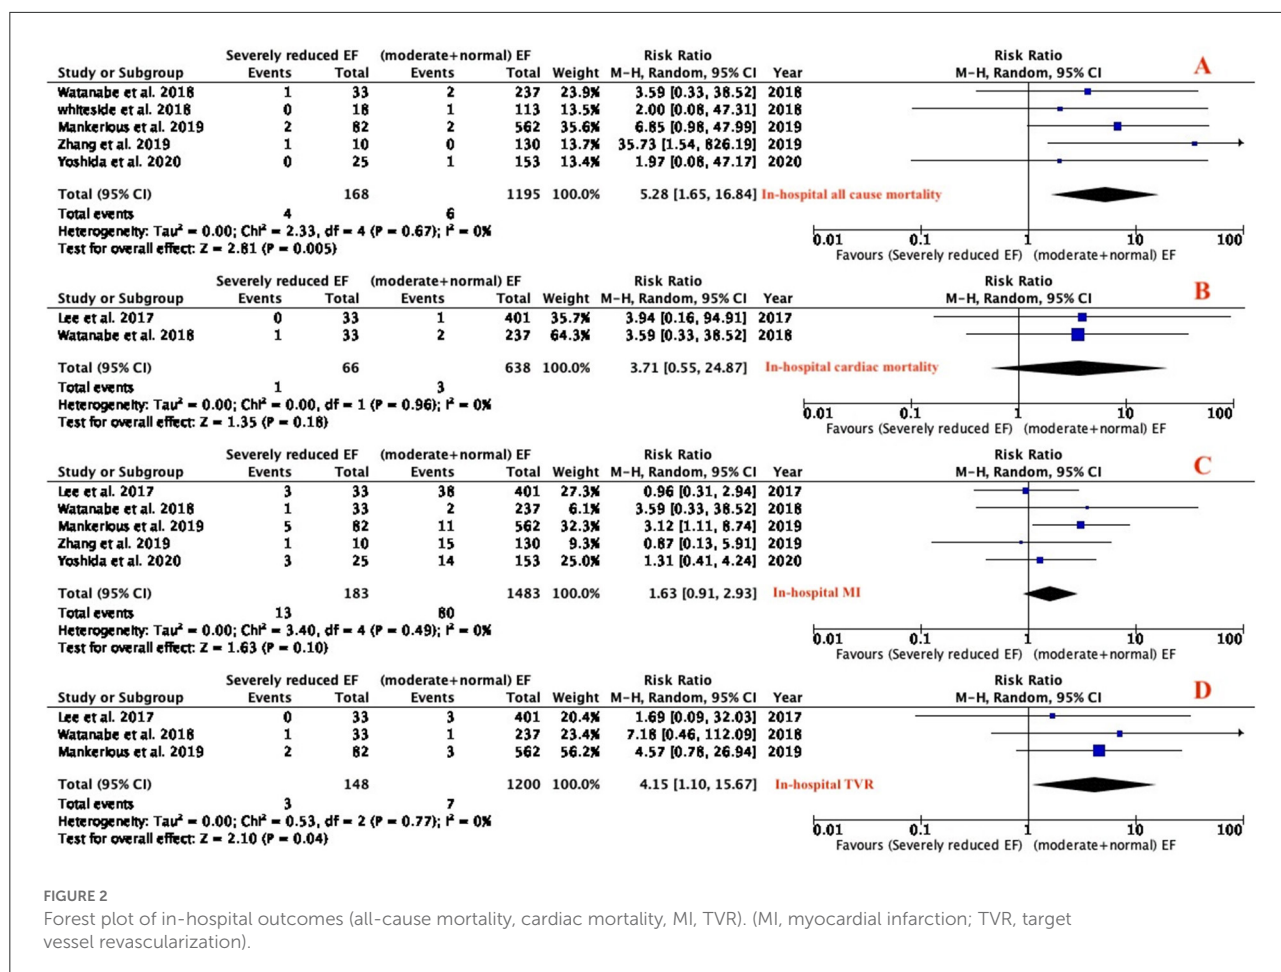 Severely reduced EF (moderate+normal) EF Risk Ratio Risk Ratio A
Study or Subgroup Events Total Events Total Weight M-H, Random, 95% CI Year M-H, Random, 95% CI
Watanabe et al. 2018 1 33 2 237 23.9% 3.59 [0.33, 38.52] 2018
whiteside et al. 2018 0 18 1 113 13.5% 2.00 [0.08, 47.31] 2018
Mankerious et al. 2019 2 82 2 562 35.6% 6.85 [0.98, 47.99] 2019
Zhang et al. 2019 1 10 0 130 13.7% 35.73 [1.54, 826.19] 2019
Yoshida et al. 2020 0 25 1 153 13.4% 1.97 [0.08, 47.17] 2020
Total (95% CI) 168 1195 100.0% 5.28 [1.65, 16.84] In-hospital all cause mortality
Total events 4 6
Heterogeneity: Tau² = 0.00; Chi² = 2.33, df = 4 (P = 0.67); I² = 0%
Test for overall effect: Z = 2.81 (P = 0.005)
0.01 0.1 1 10 100
Favours (Severely reduced EF) (moderate+normal) EF
Severely reduced EF (moderate+normal) EF Risk Ratio Risk Ratio B
Study or Subgroup Events Total Events Total Weight M-H, Random, 95% CI Year M-H, Random, 95% CI
Lee et al. 2017 0 33 1 401 35.7% 3.94 [0.16, 94.91] 2017
Watanabe et al. 2018 1 33 2 237 64.3% 3.59 [0.33, 38.52] 2018
Total (95% CI) 66 638 100.0% 3.71 [0.55, 24.87] In-hospital cardiac mortality
Total events 1 3
Heterogeneity: Tau² = 0.00; Chi² = 0.00, df = 1 (P = 0.96); I² = 0%
Test for overall effect: Z = 1.35 (P = 0.18)
0.01 0.1 1 10 100
Favours (Severely reduced EF) (moderate+normal) EF
Severely reduced EF (moderate+normal) EF Risk Ratio Risk Ratio C
Study or Subgroup Events Total Events Total Weight M-H, Random, 95% CI Year M-H, Random, 95% CI
Lee et al. 2017 3 33 38 401 27.3% 0.96 [0.31, 2.94] 2017
Watanabe et al. 2018 1 33 2 237 6.1% 3.59 [0.33, 38.52] 2018
Mankerious et al. 2019 5 82 11 562 32.3% 3.12 [1.11, 8.74] 2019
Zhang et al. 2019 1 10 15 130 9.3% 0.87 [0.13, 5.91] 2019
Yoshida et al. 2020 3 25 14 153 25.0% 1.31 [0.41, 4.24] 2020
Total (95% CI) 183 1483 100.0% 1.63 [0.91, 2.93] In-hospital MI
Total events 13 80
Heterogeneity: Tau² = 0.00; Chi² = 3.40, df = 4 (P = 0.49); I² = 0%
Test for overall effect: Z = 1.63 (P = 0.10)
0.01 0.1 1 10 100
Favours (Severely reduced EF) (moderate+normal) EF
Severely reduced EF (moderate+normal) EF Risk Ratio Risk Ratio D
Study or Subgroup Events Total Events Total Weight M-H, Random, 95% CI Year M-H, Random, 95% CI
Lee et al. 2017 0 33 3 401 20.4% 1.69 [0.09, 32.03] 2017
Watanabe et al. 2018 1 33 1 237 23.4% 7.18 [0.46, 112.09] 2018
Mankerious et al. 2019 2 82 3 562 56.2% 4.57 [0.78, 26.94] 2019
Total (95% CI) 148 1200 100.0% 4.15 [1.10, 15.67] In-hospital TVR
Total events 3 7
Heterogeneity: Tau² = 0.00; Chi² = 0.53, df = 2 (P = 0.77); I² = 0%
Test for overall effect: Z = 2.10 (P = 0.04)
0.01 0.1 1 10 100
Favours (Severely reduced EF) (moderate+normal) EF
FIGURE 2
Forest plot of in-hospital outcomes (all-cause mortality, cardiac mortality, MI, TVR). (MI, myocardial infarction; TVR, target
vessel revascularization).